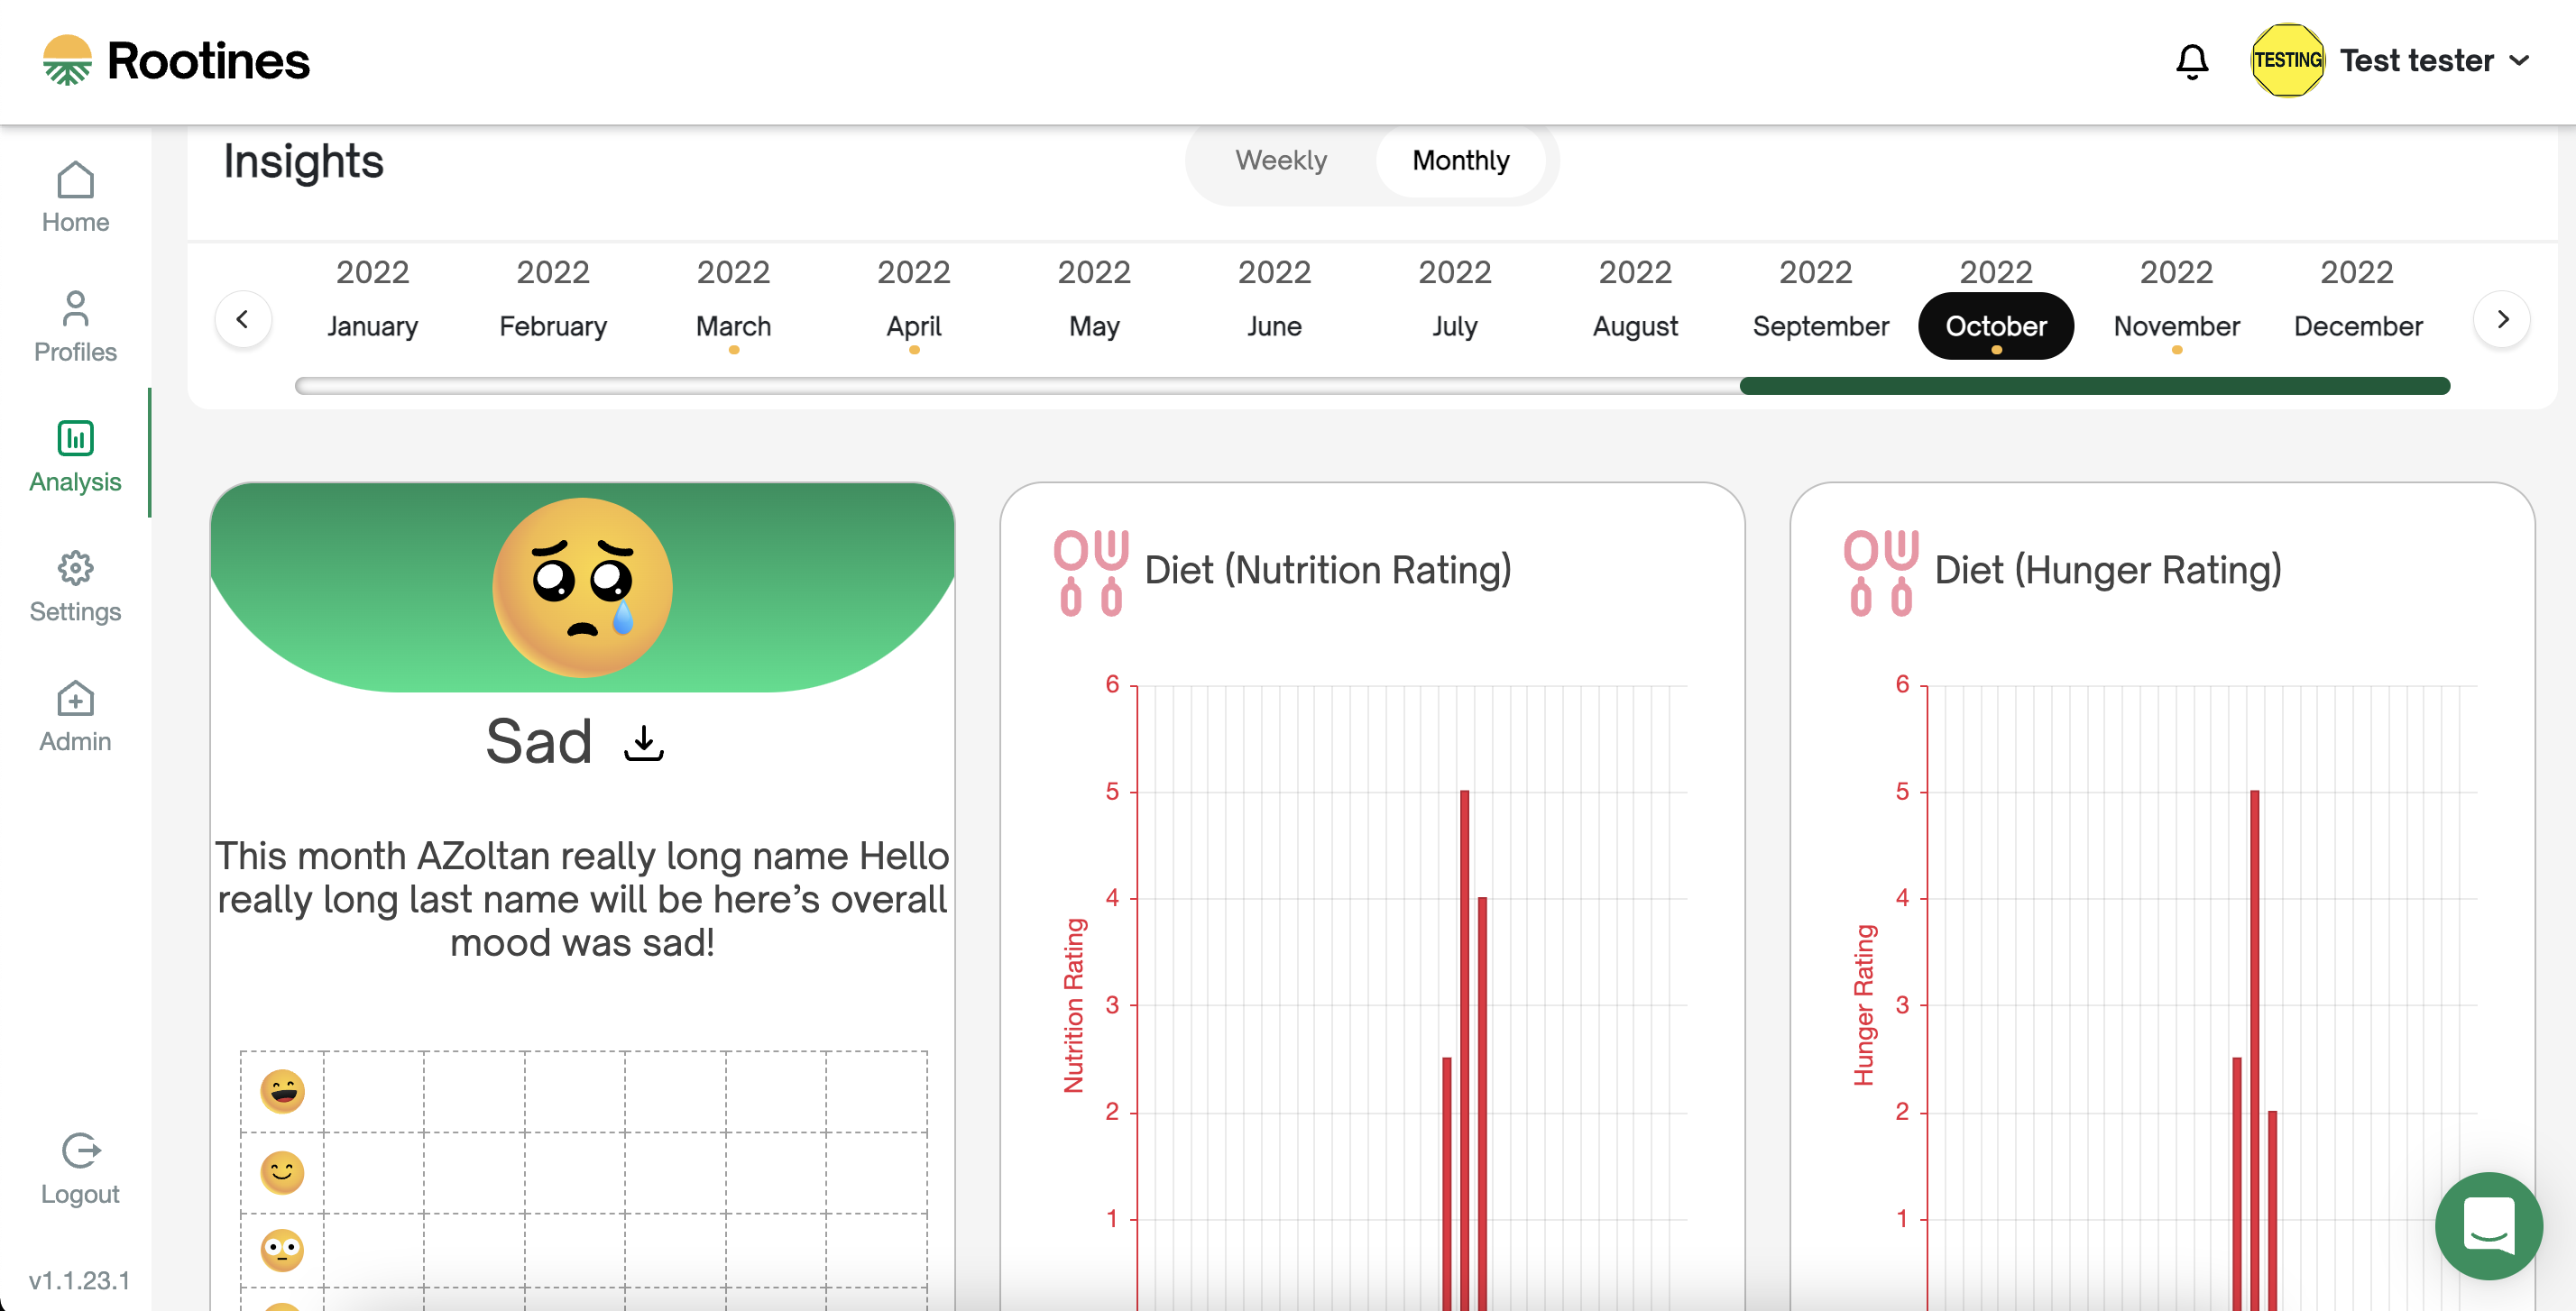 Rootines
TESTING
Test tester
Insights
Weekly
Monthly
Home
Profiles
Analysis
Settings
Admin
Logout
v1.1.23.1
2022 2022 2022 2022 2022 2022 2022 2022 2022 2022 2022 2022
January February March April May June July August September October November December
Sad
This month AZoltan really long name Hello
really long last name will be here’s overall
mood was sad!
Diet (Nutrition Rating)
6
5
4
3
2
1
Nutrition Rating
Diet (Hunger Rating)
6
5
4
3
2
1
Hunger Rating